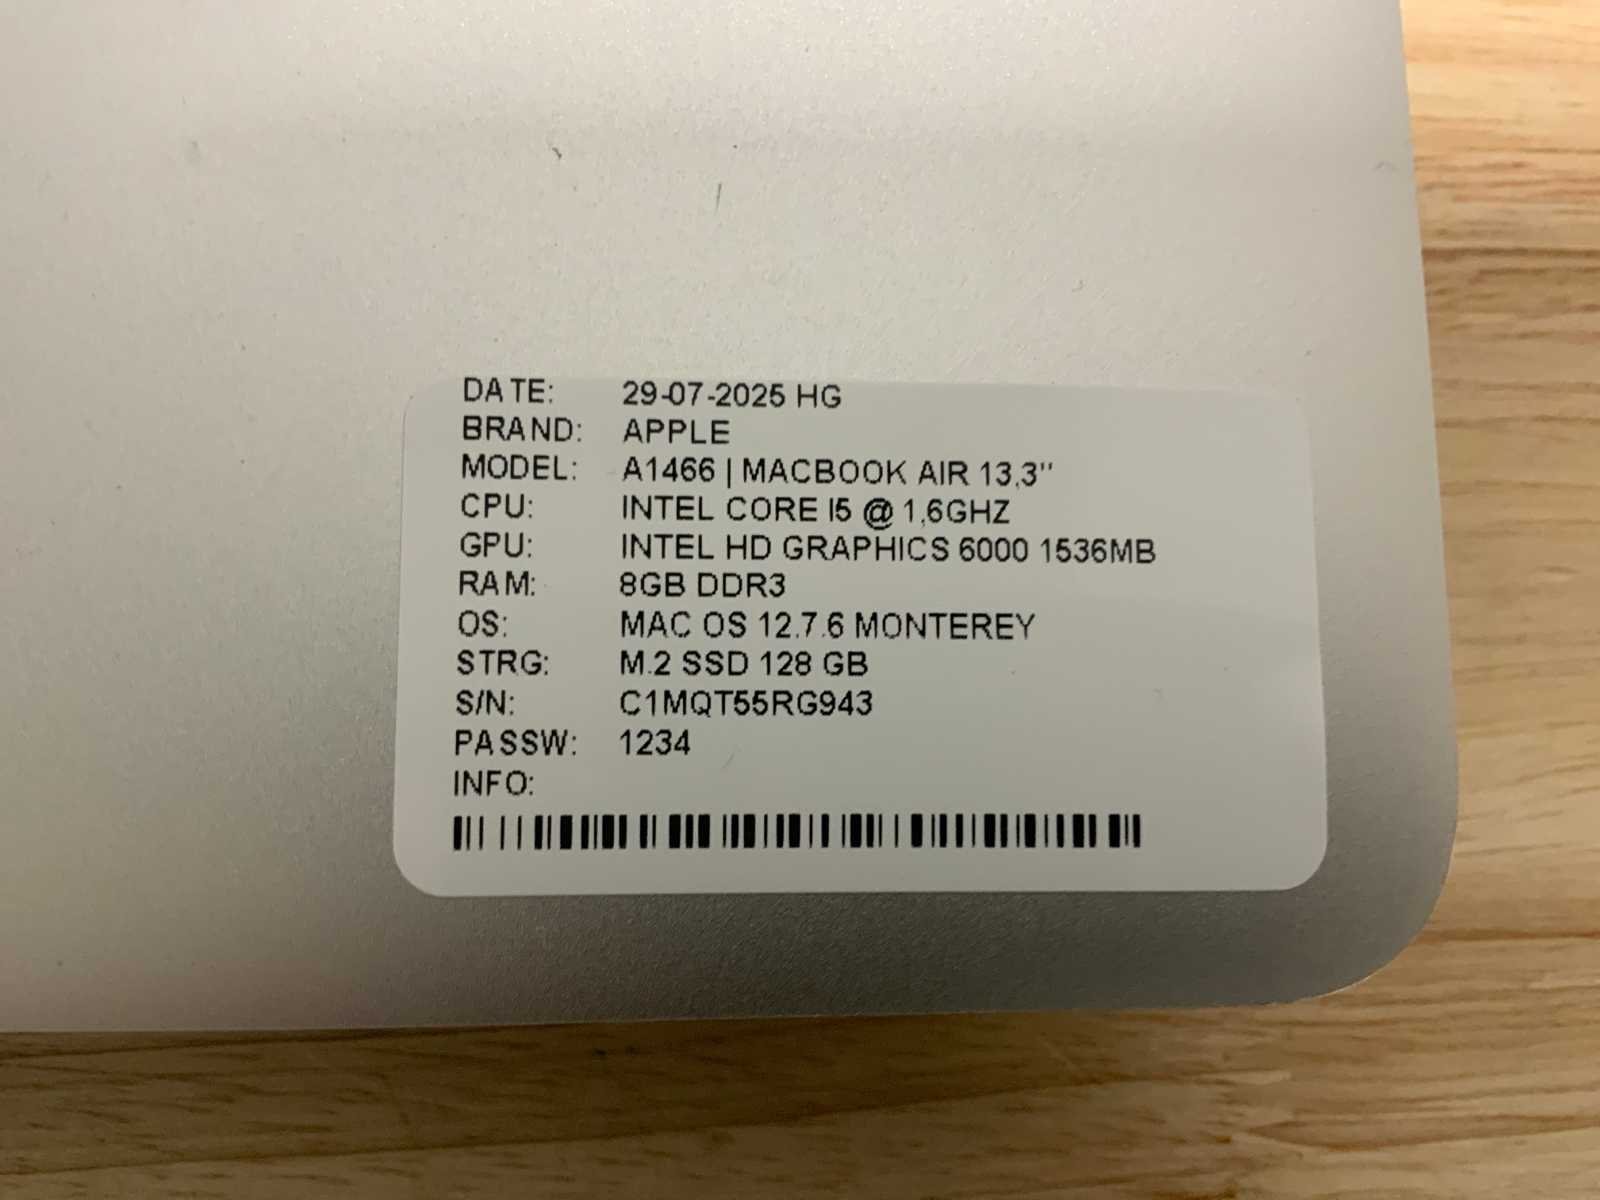 DATE: 29-07-2025 HG
BRAND: APPLE
MODEL: A1466 | MACBOOK AIR 13,3''
CPU: INTEL CORE I5 @ 1,6GHZ
GPU: INTEL HD GRAPHICS 6000 1536MB
RAM: 8GB DDR3
OS: MAC OS 12.7.6 MONTEREY
STRG: M.2 SSD 128 GB
S/N: C1MQT55RG943
PASSW: 1234
INFO: